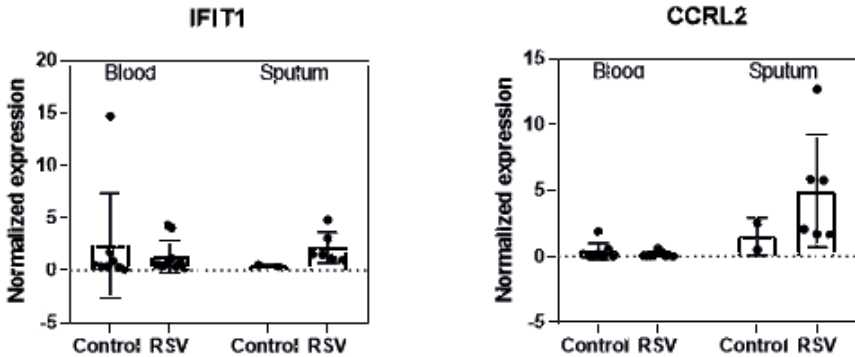 IFIT1
Normalized expression
20
15
10
5
0
-5
Blood
Sputum
Control RSV
Control RSV
CCRL2
Normalized expression
15
10
5
0
-5
Blood
Sputum
Control RSV
Control RSV